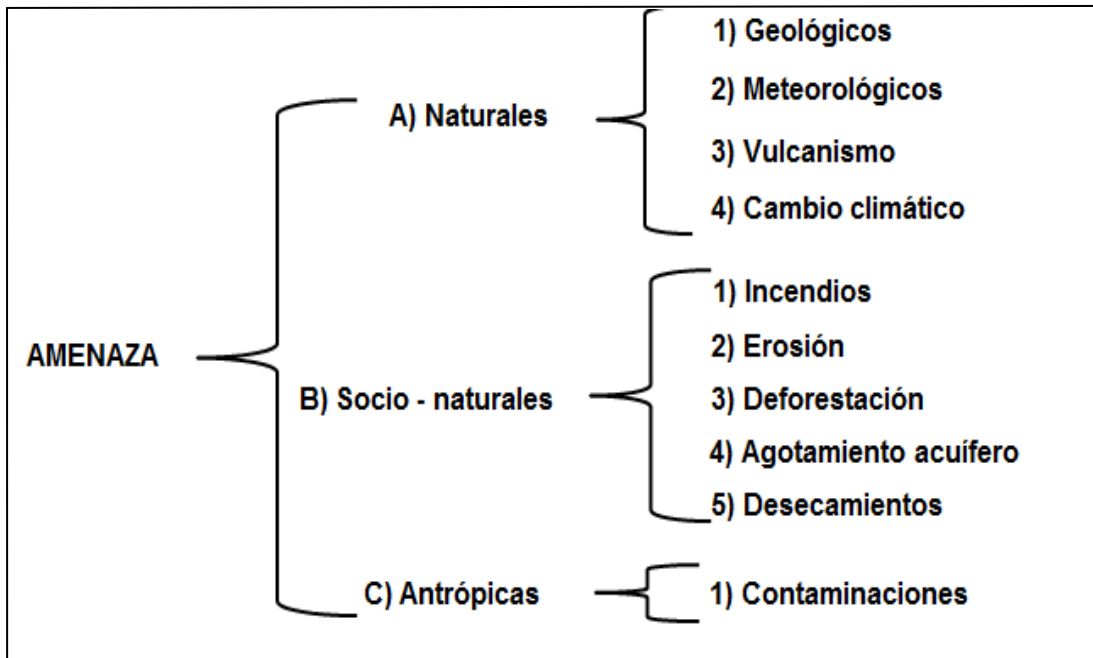 AMENAZA
A) Naturales
1) Geológicos
2) Meteorológicos
3) Vulcanismo
4) Cambio climático
B) Socio - naturales
1) Incendios
2) Erosión
3) Deforestación
4) Agotamiento acuífero
5) Desecamientos
C) Antrópicas
1) Contaminaciones